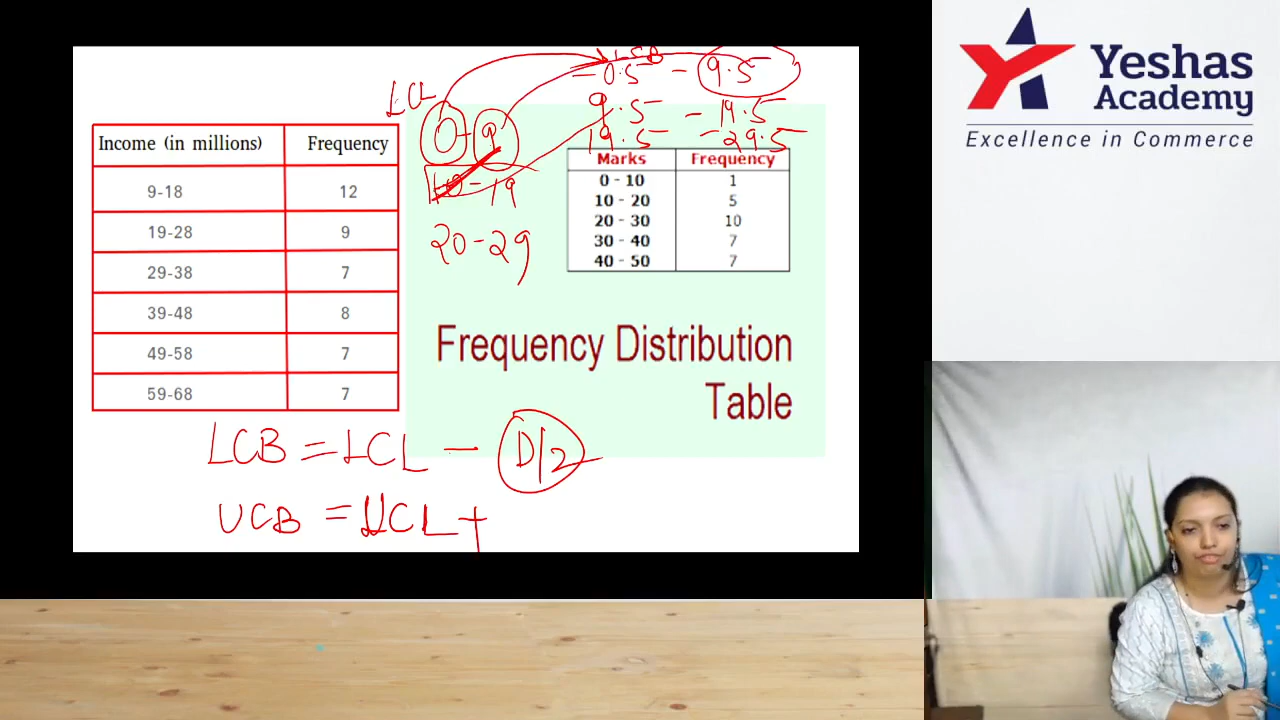 Yeshas
Academy
Excellence in Commerce
LCL
-0.5 - 9.5
9.5 - 19.5
19.5 - 29.5
0 - 9
10 - 19
20 - 29
Income (in millions) Frequency
9-18 12
19-28 9
29-38 7
39-48 8
49-58 7
59-68 7
Marks Frequency
0 - 10 1
10 - 20 5
20 - 30 10
30 - 40 7
40 - 50 7
Frequency Distribution
Table
LCB = LCL - D/2
UCB = UCL +